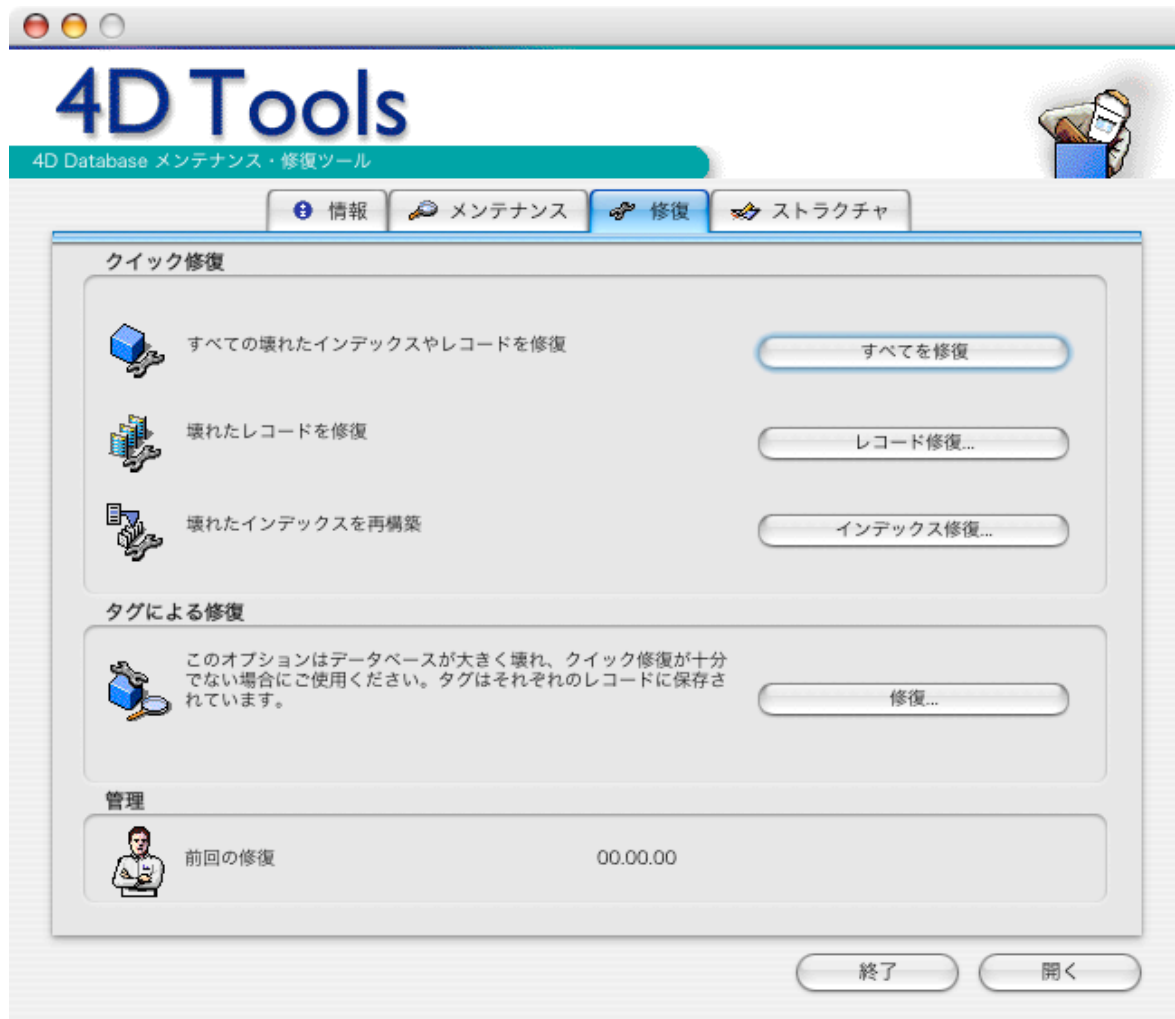 4D Tools
4D Database メンテナンス・修復ツール
情報 メンテナンス 修復 ストラクチャ
クイック修復
すべての壊れたインデックスやレコードを修復 すべてを修復
壊れたレコードを修復 レコード修復...
壊れたインデックスを再構築 インデックス修復...
タグによる修復
このオプションはデータベースが大きく壊れ、クイック修復が十分
でない場合にご使用ください。タグはそれぞれのレコードに保存さ
れています。
修復...
管理
前回の修復 00.00.00
終了 開く